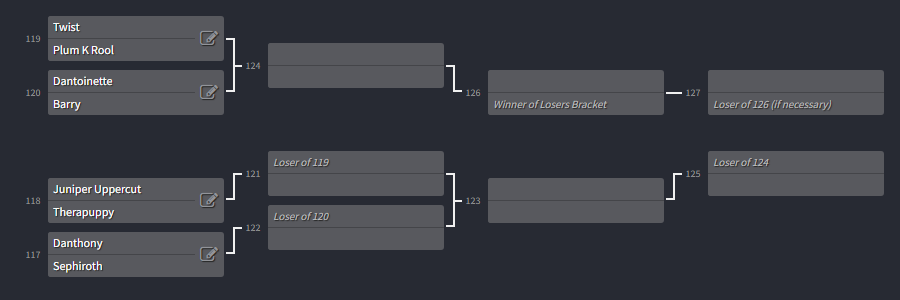 119
Twist
Plum K Rool
120
Dantoinette
Barry
124
126
Winner of Losers Bracket
127
Loser of 126 (if necessary)
118
Juniper Uppercut
Therapuppy
117
Danthony
Sephiroth
121
Loser of 119
122
Loser of 120
123
125
Loser of 124